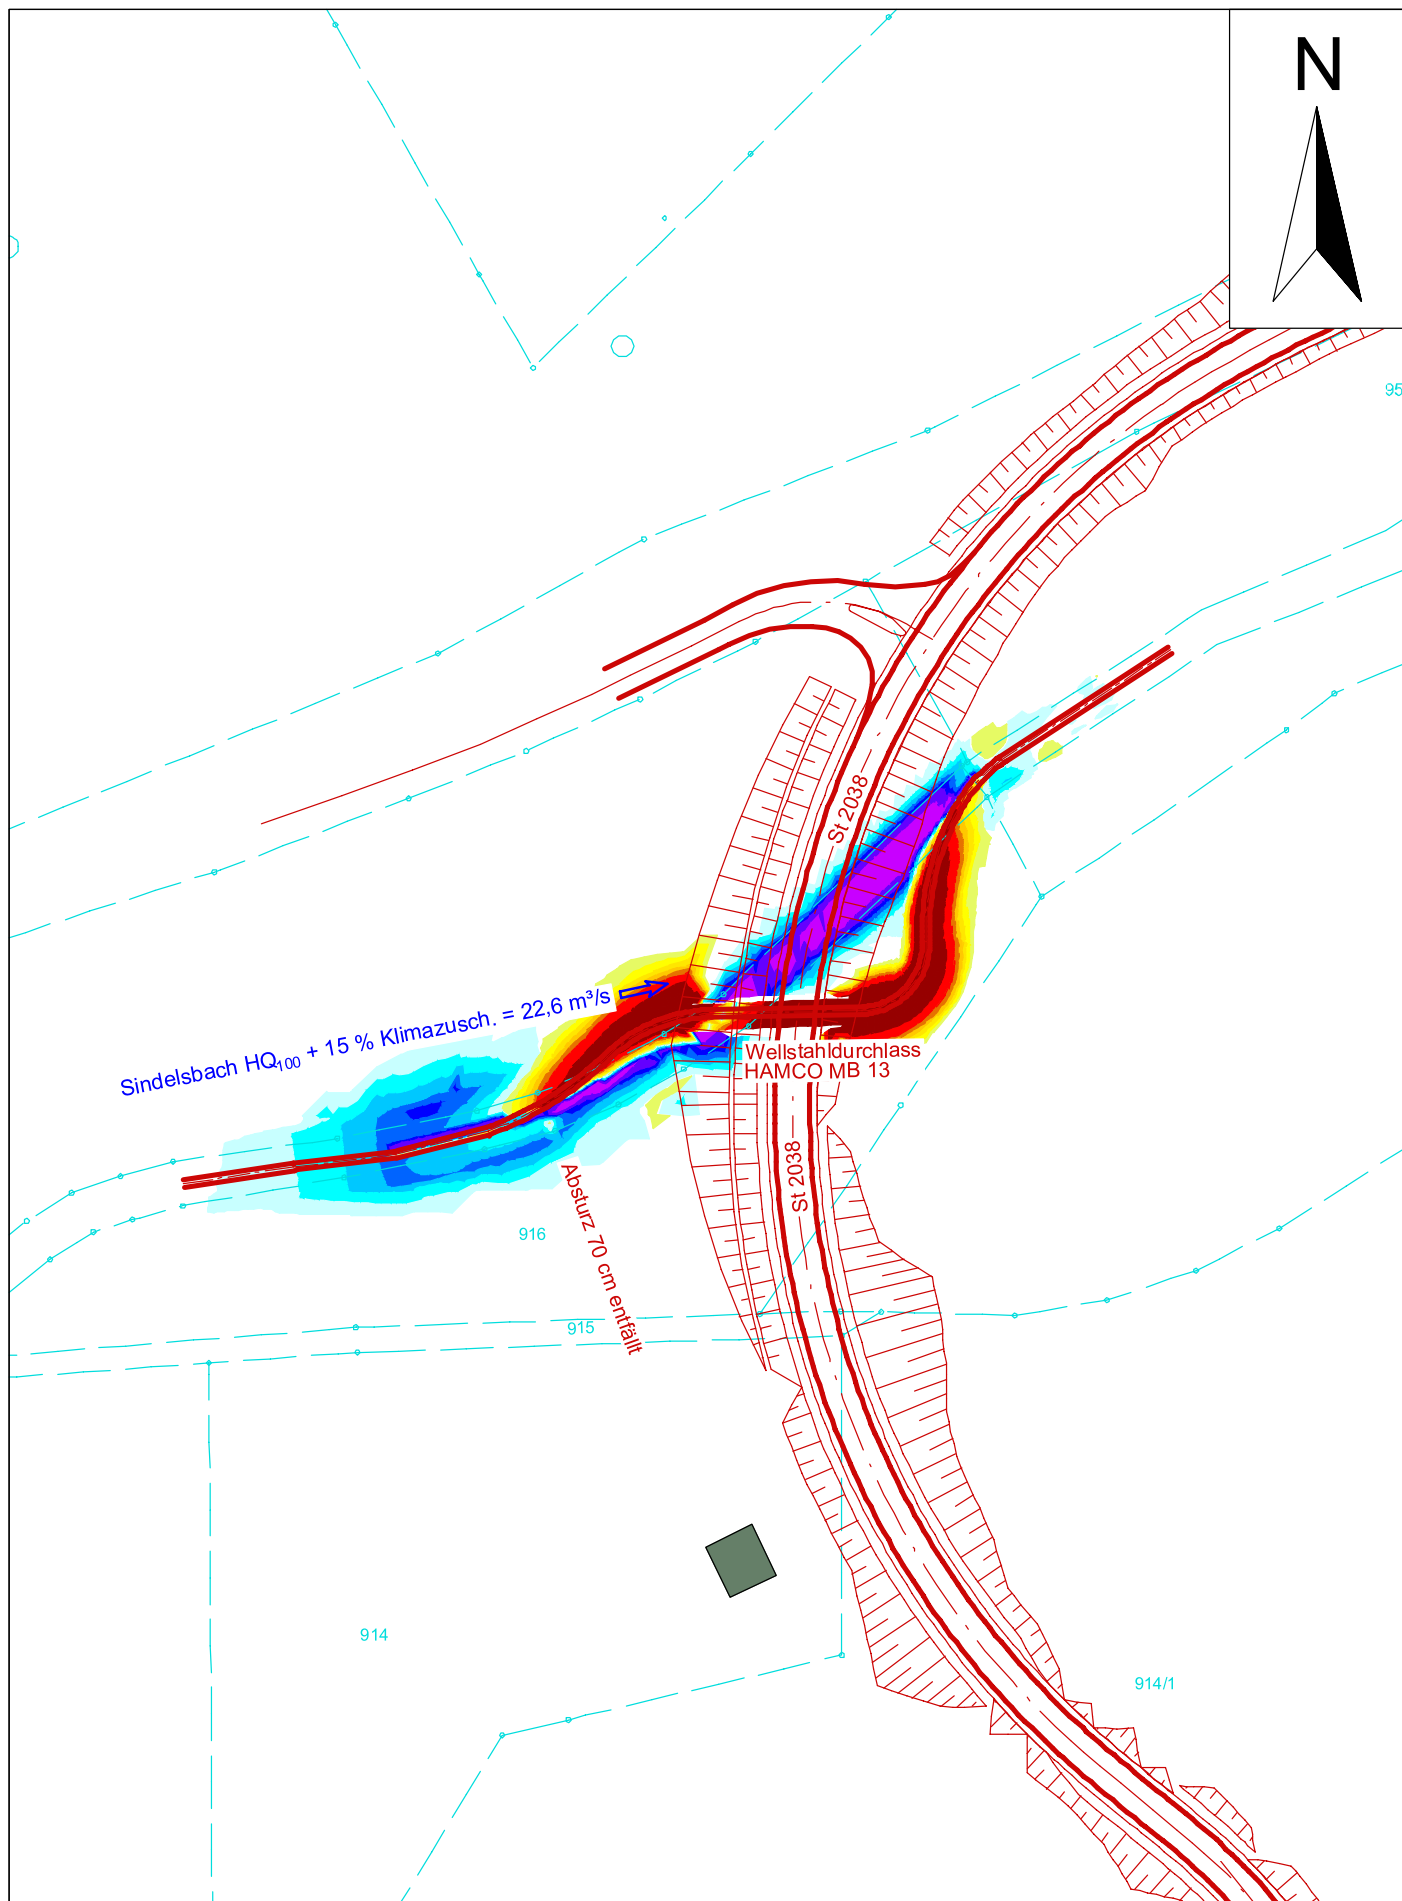 N
95
St 2038
Sindelsbach HQ100 + 15 % Klimazusch. = 22,6 m³/s
Wellstahldurchlass
HAMCO MB 13
St 2038
Absturz 70 cm entfällt
916
915
914
914/1